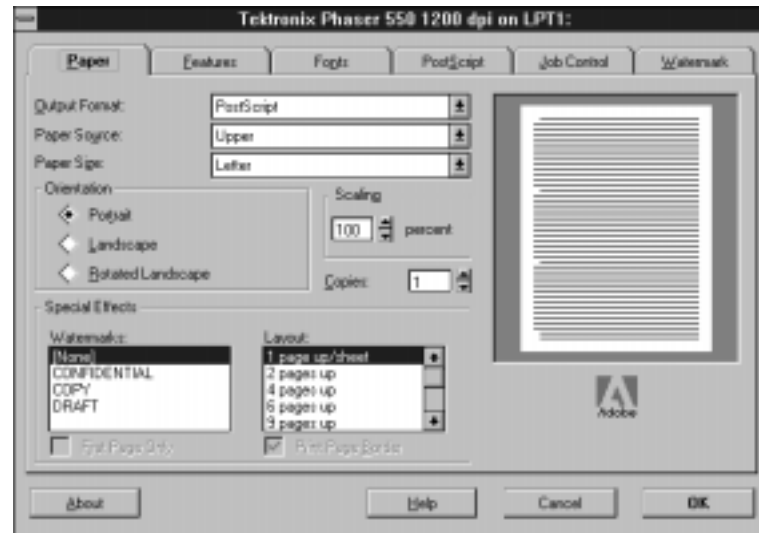 Tektronix Phaser 550 1200 dpi on LPT1:
Paper Features Fonts PostScript Job Control Watermark
Output Format: PostScript
Paper Source: Upper
Paper Size: Letter
Orientation
Portrait
Landscape
Rotated Landscape
Scaling
100 percent
Copies: 1
Special Effects
Watermarks:
(None)
CONFIDENTIAL
COPY
DRAFT
First Page Only
Layout:
1 page up/sheet
2 pages up
4 pages up
6 pages up
9 pages up
Print Page Border
Adobe
About Help Cancel OK